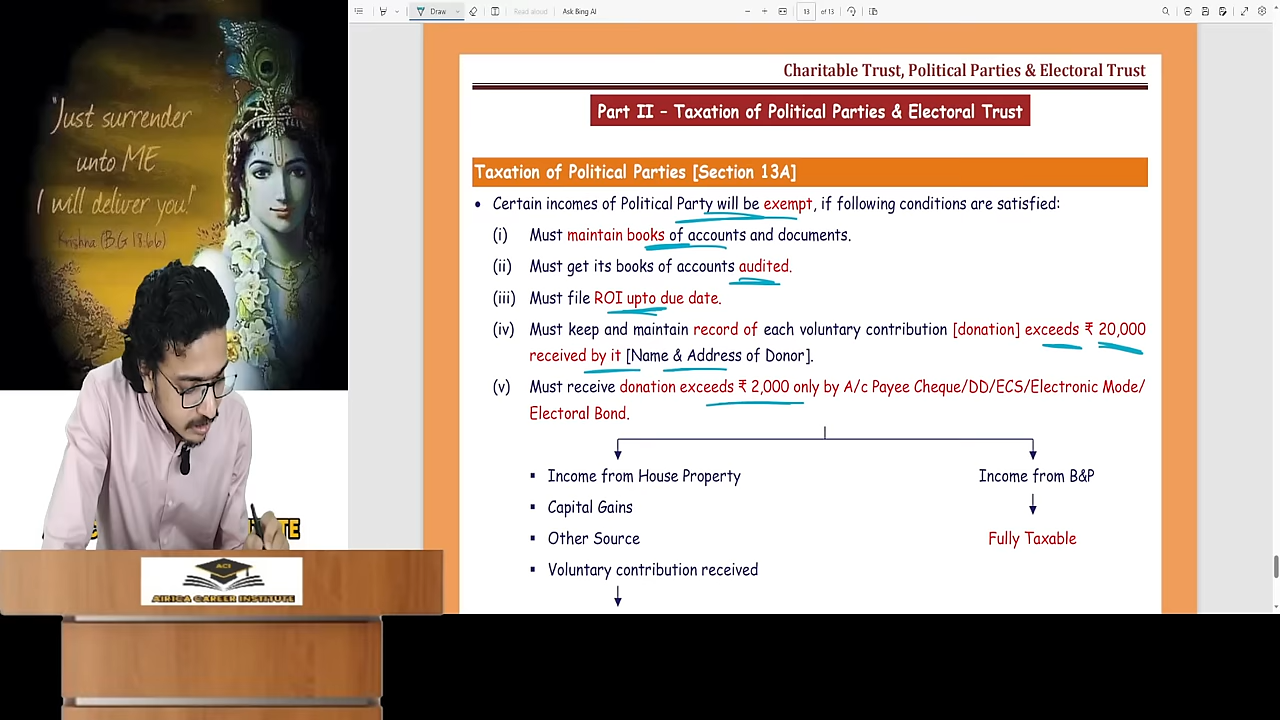 Draw
Read aloud
Ask Bing AI
13
of 13
"Just surrender
unto ME
I will deliver you!"
Krishna (BG 18:66)
Charitable Trust, Political Parties & Electoral Trust
Part II – Taxation of Political Parties & Electoral Trust
Taxation of Political Parties [Section 13A]
• Certain incomes of Political Party will be exempt, if following conditions are satisfied:
(i) Must maintain books of accounts and documents.
(ii) Must get its books of accounts audited.
(iii) Must file ROI upto due date.
(iv) Must keep and maintain record of each voluntary contribution [donation] exceeds ₹ 20,000
received by it [Name & Address of Donor].
(v) Must receive donation exceeds ₹ 2,000 only by A/c Payee Cheque/DD/ECS/Electronic Mode/
Electoral Bond.
▪ Income from House Property
Income from B&P
▪ Capital Gains
▪ Other Source
Fully Taxable
▪ Voluntary contribution received
ACI
CAREER INSTITUTE